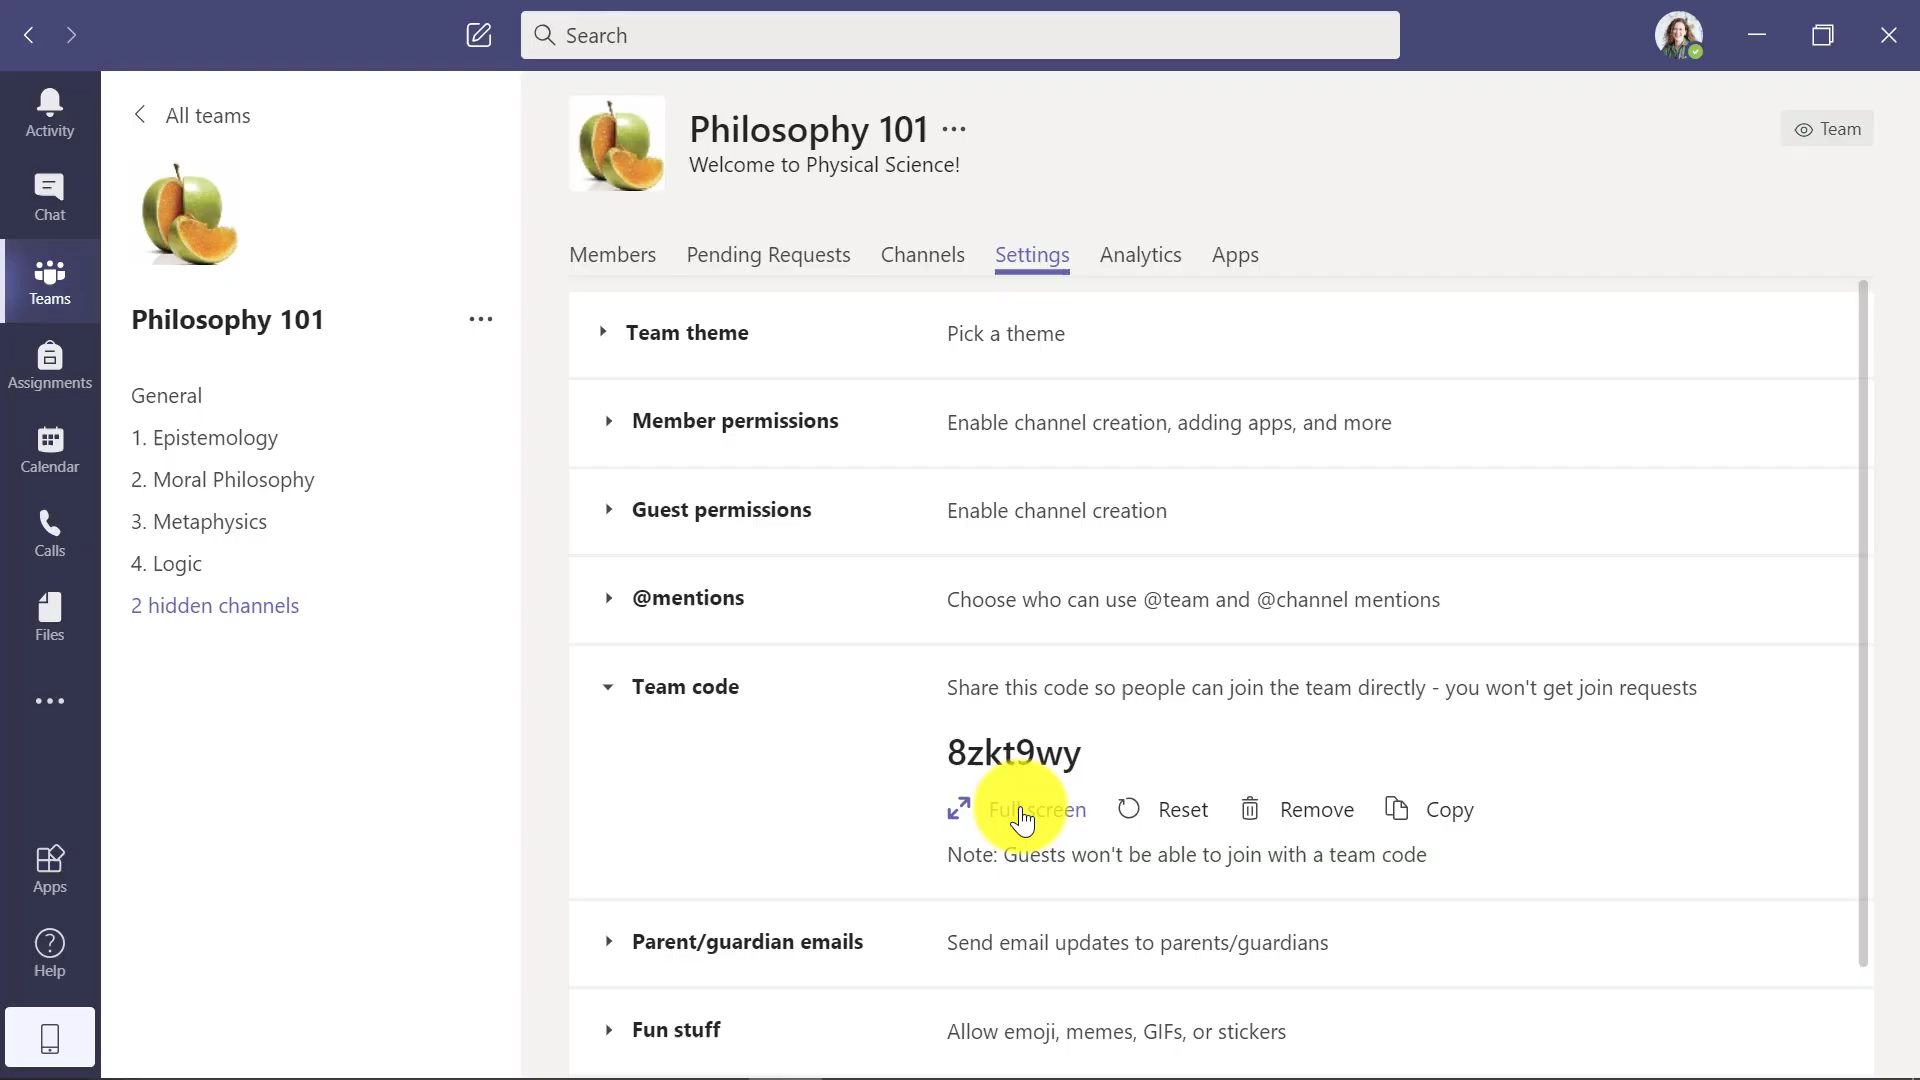 Search
Activity
Chat
Teams
Assignments
Calendar
Calls
Files
Apps
Help
All teams
Philosophy 101
General
1. Epistemology
2. Moral Philosophy
3. Metaphysics
4. Logic
2 hidden channels
Philosophy 101
Welcome to Physical Science!
Team
Members Pending Requests Channels Settings Analytics Apps
Team theme Pick a theme
Member permissions Enable channel creation, adding apps, and more
Guest permissions Enable channel creation
@mentions Choose who can use @team and @channel mentions
Team code Share this code so people can join the team directly - you won't get join requests
8zkt9wy
Full screen Reset Remove Copy
Note: Guests won't be able to join with a team code
Parent/guardian emails Send email updates to parents/guardians
Fun stuff Allow emoji, memes, GIFs, or stickers